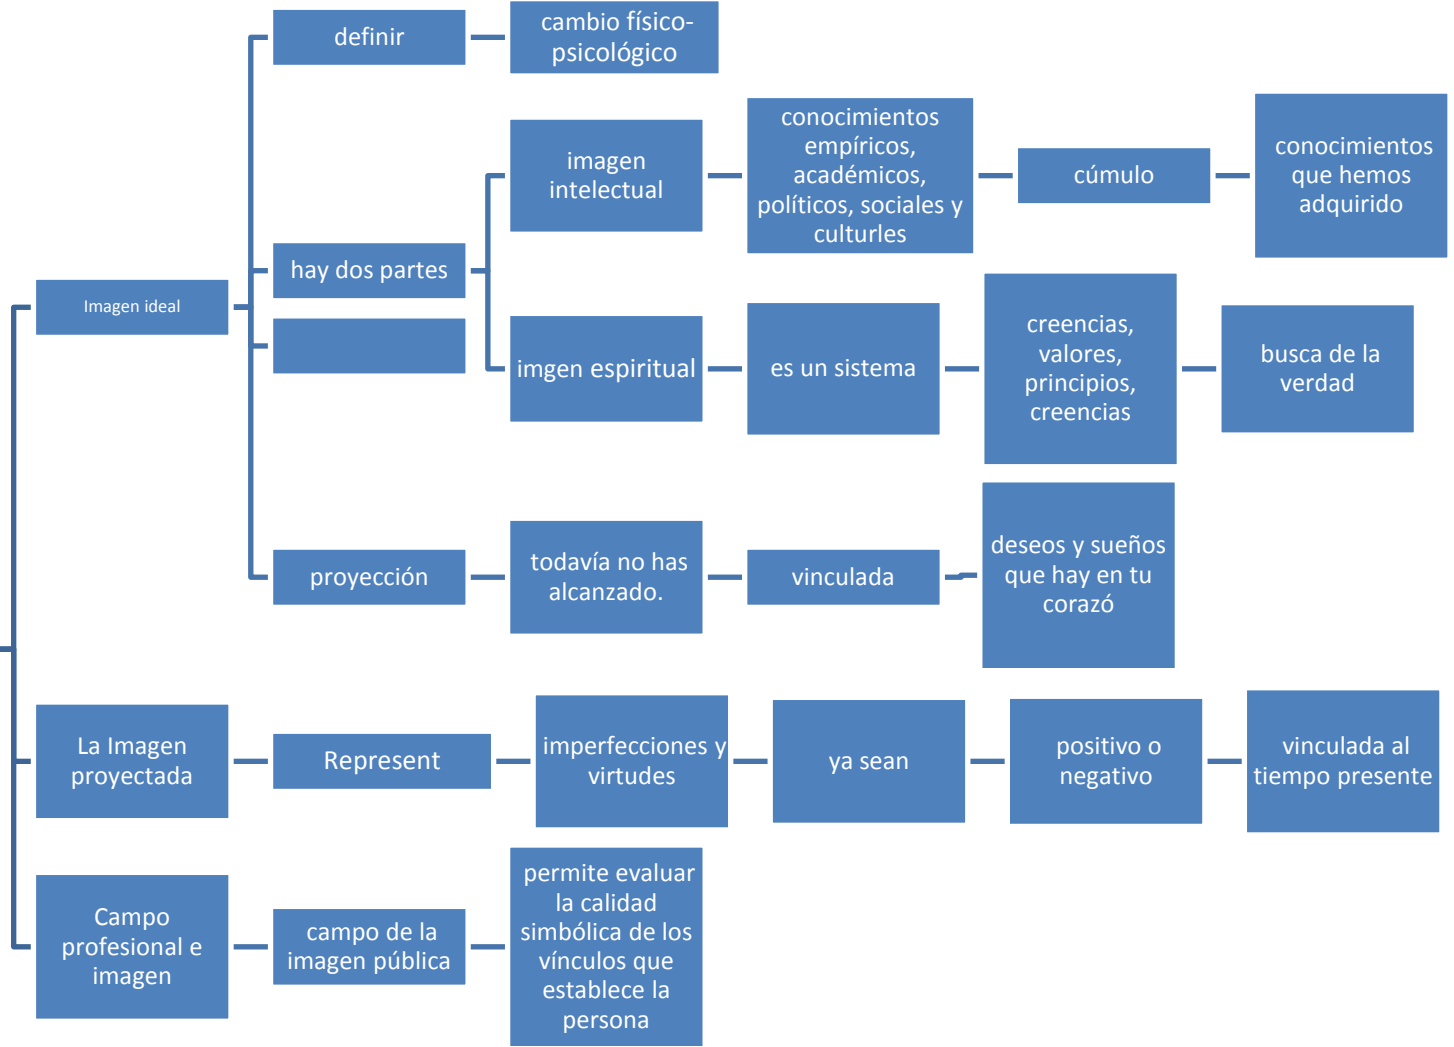 definir
cambio físico-
psicológico
hay dos partes
imagen
intelectual
conocimientos
empíricos,
académicos,
políticos, sociales y
culturles
cúmulo
conocimientos
que hemos
adquirido
Imagen ideal
imgen espiritual
es un sistema
creencias,
valores,
principios,
creencias
busca de la
verdad
proyección
todavía no has
alcanzado.
vinculada
deseos y sueños
que hay en tu
corazó
La Imagen
proyectada
Represent
imperfecciones y
virtudes
ya sean
positivo o
negativo
vinculada al
tiempo presente
Campo
profesional e
imagen
campo de la
imagen pública
permite evaluar
la calidad
simbólica de los
vínculos que
establece la
persona